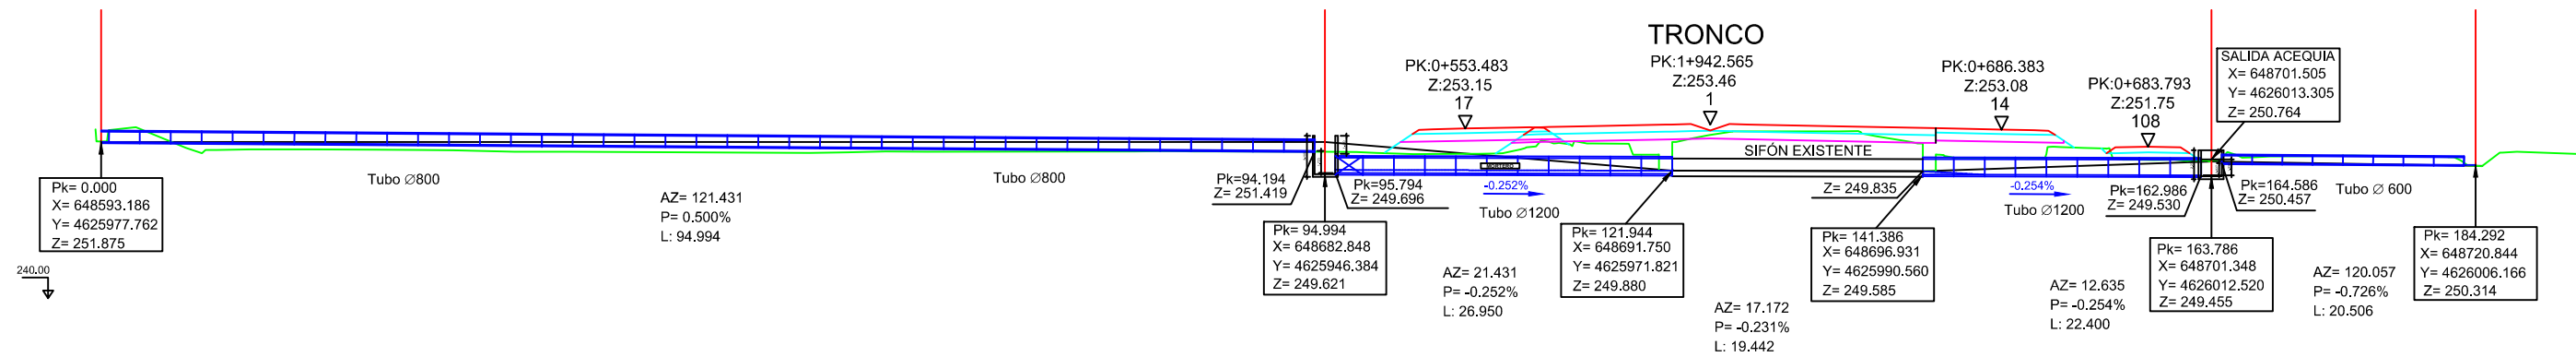 TRONCO
PK:0+553.483
Z:253.15
17
PK:1+942.565
Z:253.46
1
PK:0+686.383
Z:253.08
14
PK:0+683.793
Z:251.75
108
SALIDA ACEQUIA
X= 648701.505
Y= 4626013.305
Z= 250.764
SIFÓN EXISTENTE
Pk= 0.000
X= 648593.186
Y= 4625977.762
Z= 251.875
240.00
Tubo ∅800
AZ= 121.431
P= 0.500%
L: 94.994
Tubo ∅800
Pk=94.194
Z= 251.419
Pk=95.794
Z= 249.696
Pk= 94.994
X= 648682.848
Y= 4625946.384
Z= 249.621
-0.252%
Tubo ∅1200
AZ= 21.431
P= -0.252%
L: 26.950
Pk= 121.944
X= 648691.750
Y= 4625971.821
Z= 249.880
AZ= 17.172
P= -0.231%
L: 19.442
Z= 249.835
Pk= 141.386
X= 648696.931
Y= 4625990.560
Z= 249.585
-0.254%
Tubo ∅1200
AZ= 12.635
P= -0.254%
L: 22.400
Pk=162.986
Z= 249.530
Pk=164.586
Z= 250.457
Pk= 163.786
X= 648701.348
Y= 4626012.520
Z= 249.455
Tubo ∅ 600
AZ= 120.057
P= -0.726%
L: 20.506
Pk= 184.292
X= 648720.844
Y= 4626006.166
Z= 250.314